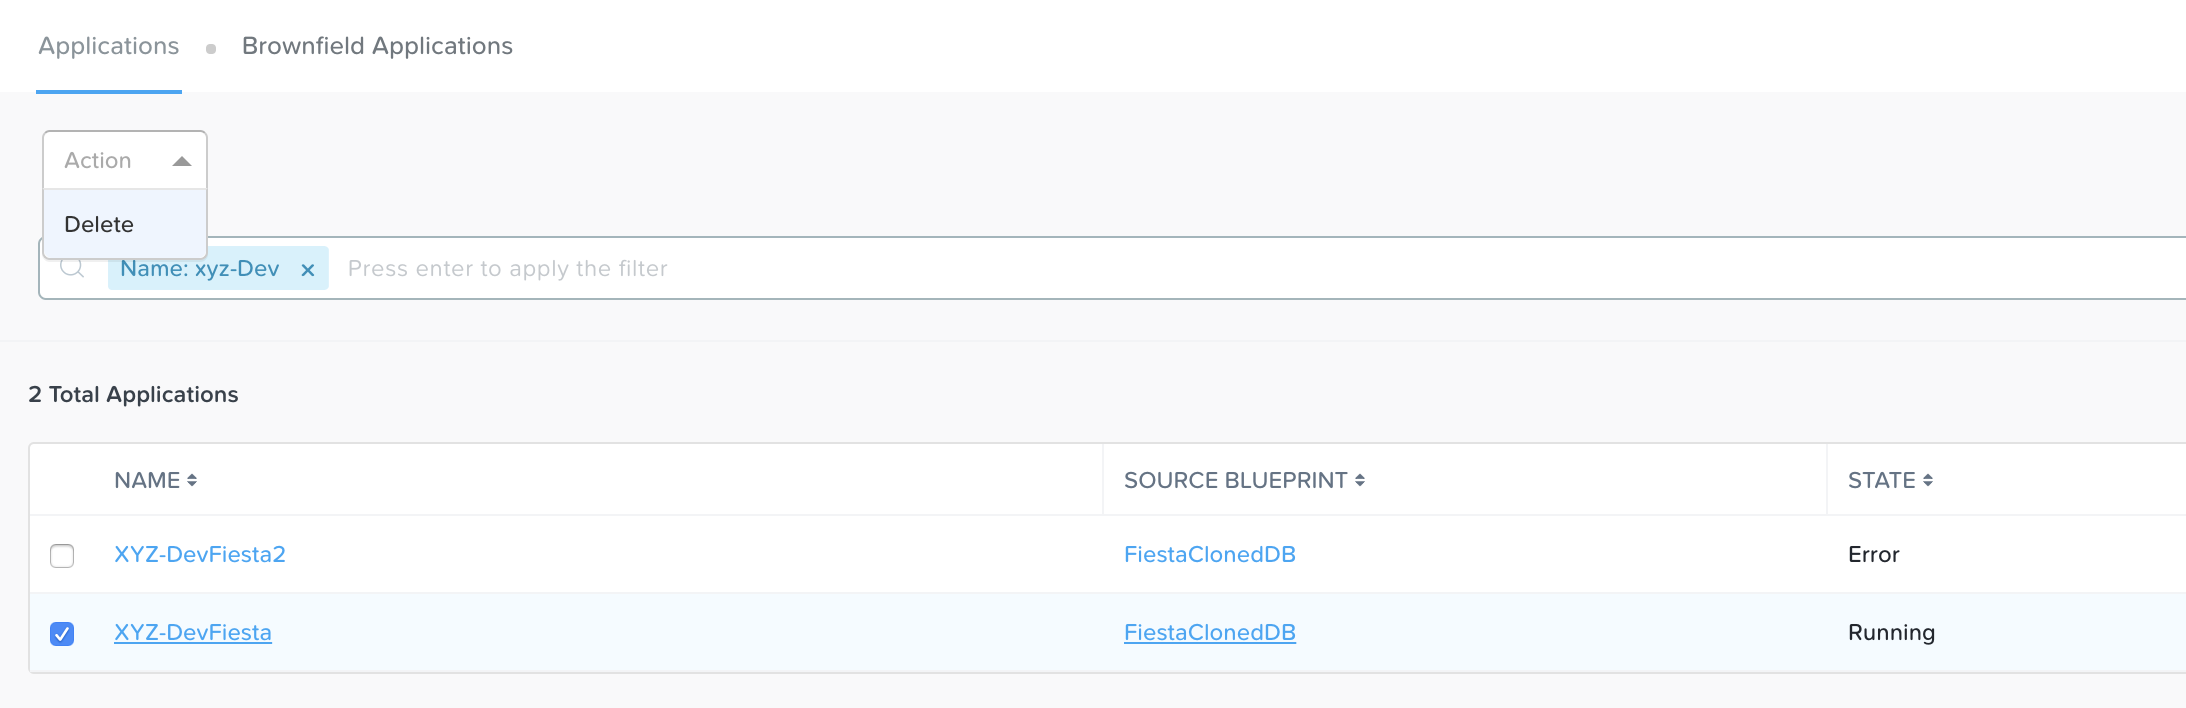 Applications Brownfield Applications
Action
Delete
Name: xyz-Dev × Press enter to apply the filter
2 Total Applications
NAME SOURCE BLUEPRINT STATE
XYZ-DevFiesta2 FiestaClonedDB Error
XYZ-DevFiesta FiestaClonedDB Running